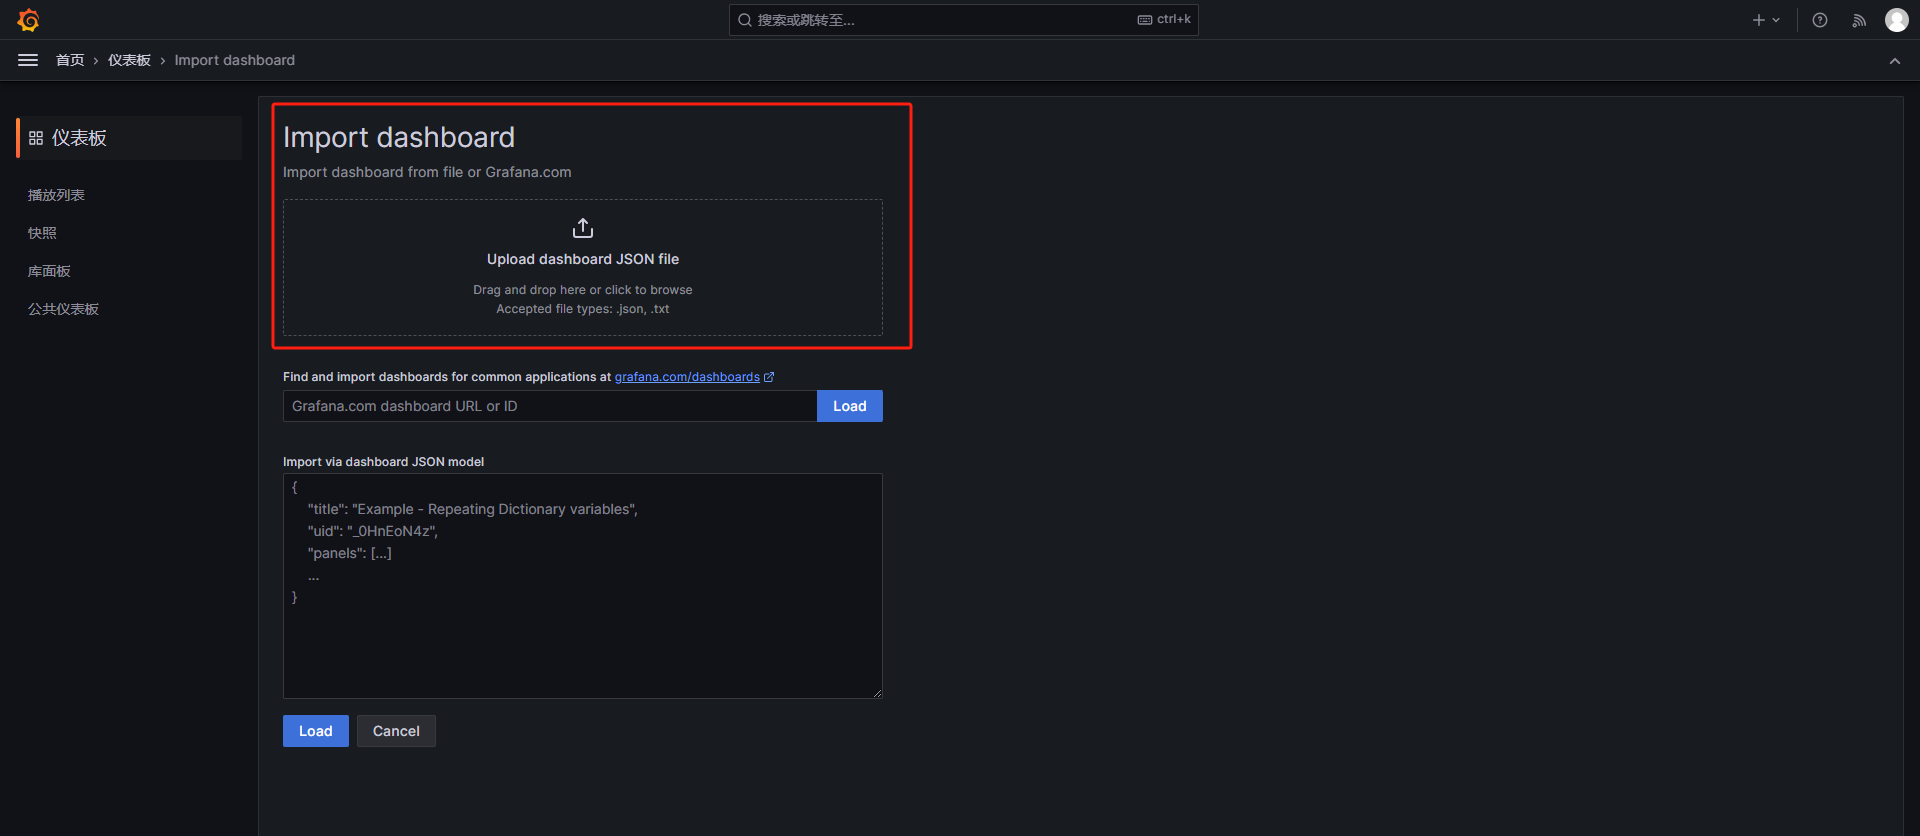 搜索或跳转至...
ctrl+k
首页 › 仪表板 › Import dashboard
仪表板
播放列表
快照
库面板
公共仪表板
Import dashboard
Import dashboard from file or Grafana.com
Upload dashboard JSON file
Drag and drop here or click to browse
Accepted file types: .json, .txt
Find and import dashboards for common applications at grafana.com/dashboards
Grafana.com dashboard URL or ID
Load
Import via dashboard JSON model
{
"title": "Example - Repeating Dictionary variables",
"uid": "_0HnEoN4z",
"panels": [...]
...
}
Load
Cancel